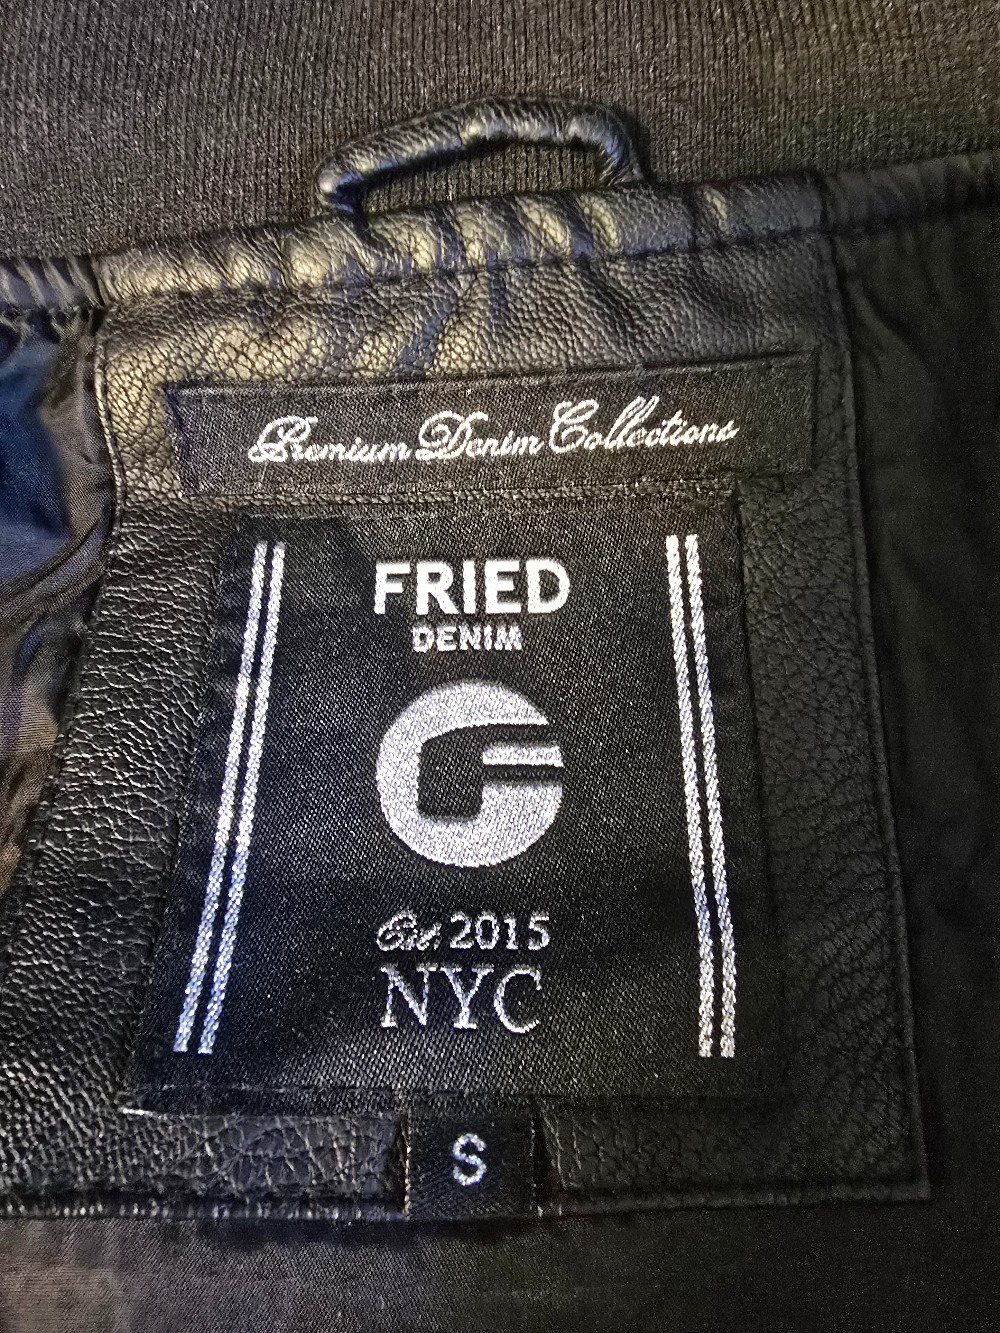 Premium Denim Collections
FRIED
DENIM
Est. 2015
NYC
S